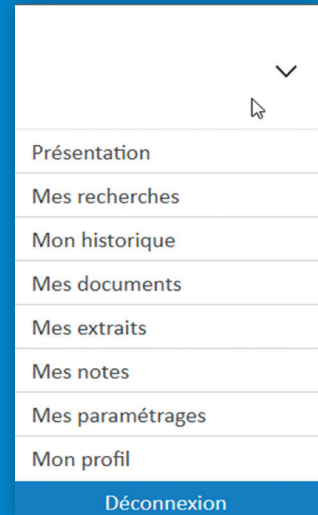 Présentation
Mes recherches
Mon historique
Mes documents
Mes extraits
Mes notes
Mes paramétrages
Mon profil
Déconnexion